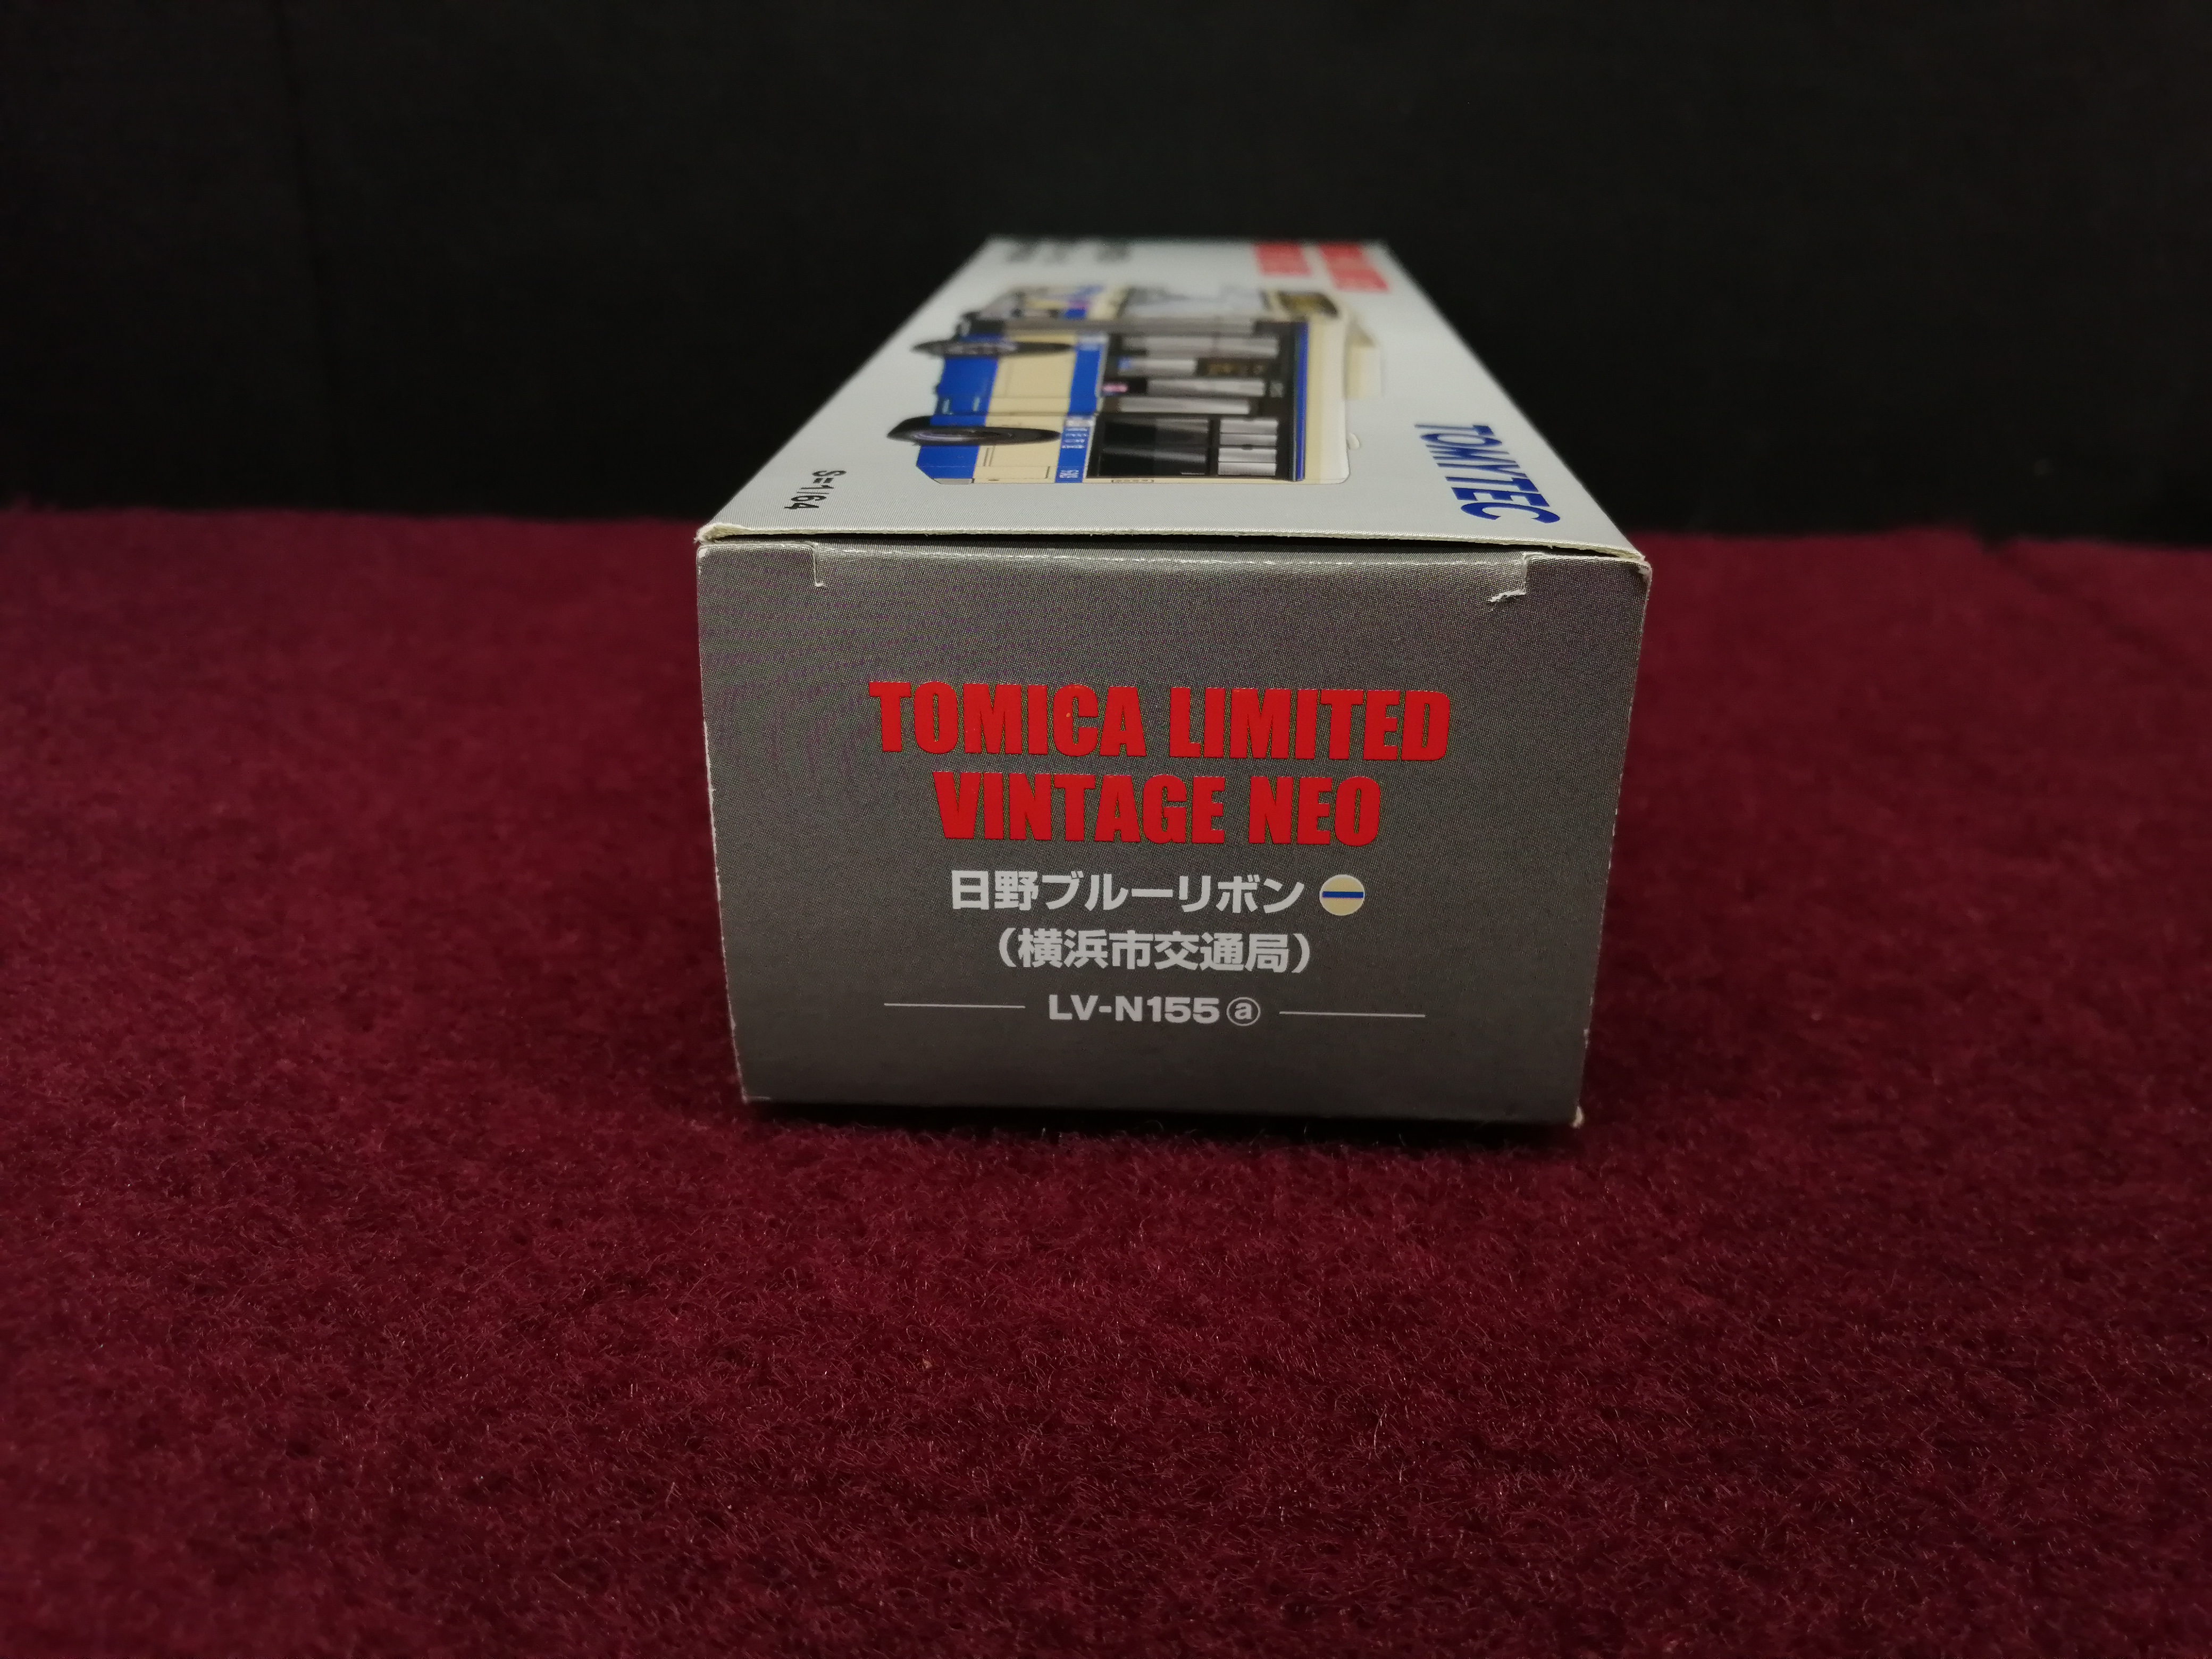 TOMYTEC
S=1/64
TOMICA LIMITED
VINTAGE NEO
日野ブルーリボン
(横浜市交通局)
LV-N155ⓐ